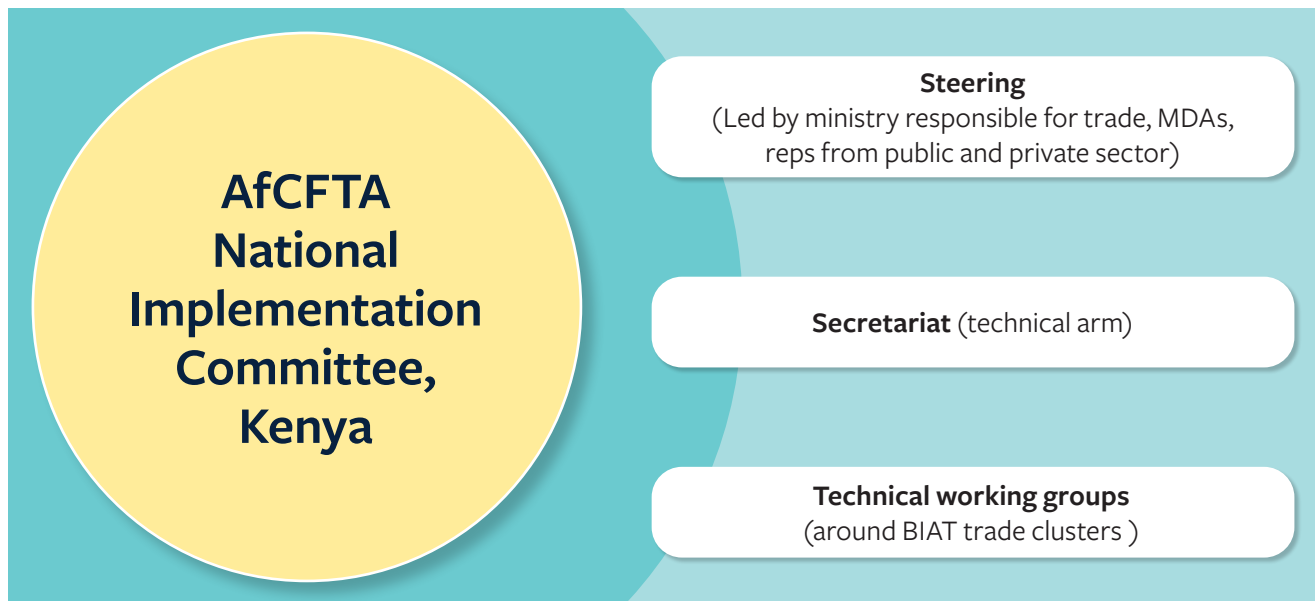 AfCFTA
National
Implementation
Committee,
Kenya
Steering
(Led by ministry responsible for trade, MDAs,
reps from public and private sector)
Secretariat (technical arm)
Technical working groups
(around BIAT trade clusters )